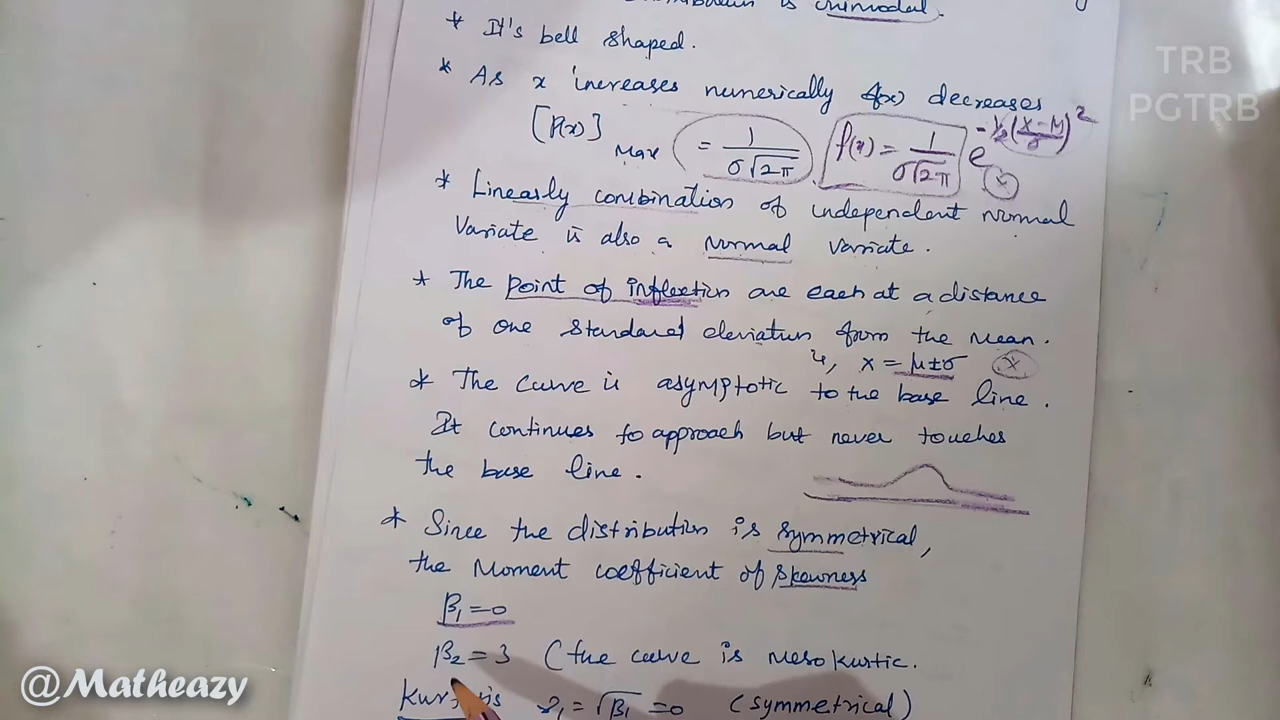 is unimodal.
* It's bell shaped.
* As x increases numerically f(x) decreases
[P(x)] Max = 1/σ√2π f(x) = 1/σ√2π e^-½(x-μ/σ)²
* Linearly combination of independent normal
Variate is also a normal variate.
* The point of inflection are each at a distance
of one standard deviation from the mean.
x = μ±σ
* The curve is asymptotic to the base line.
It continues to approach but never touches
the base line.
* Since the distribution is symmetrical,
the Moment coefficient of skewness
β₁=0
β₂=3 (the curve is mesokurtic.
γ₁=√β₁=0 (symmetrical)
TRB
PGTRB
@Matheazy